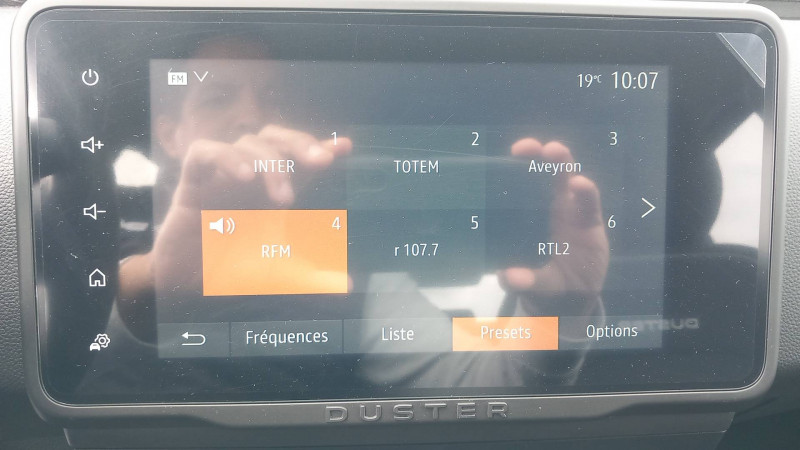 FM
19°C 10:07
1 2 3
INTER TOTEM Aveyron
4 5 6
RFM r 107.7 RTL2
Fréquences Liste Presets Options
DUSTER